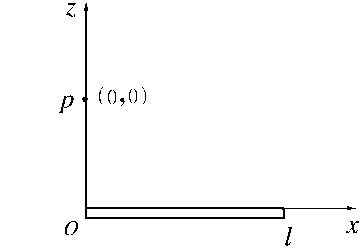 z
p (0,0)
O l x